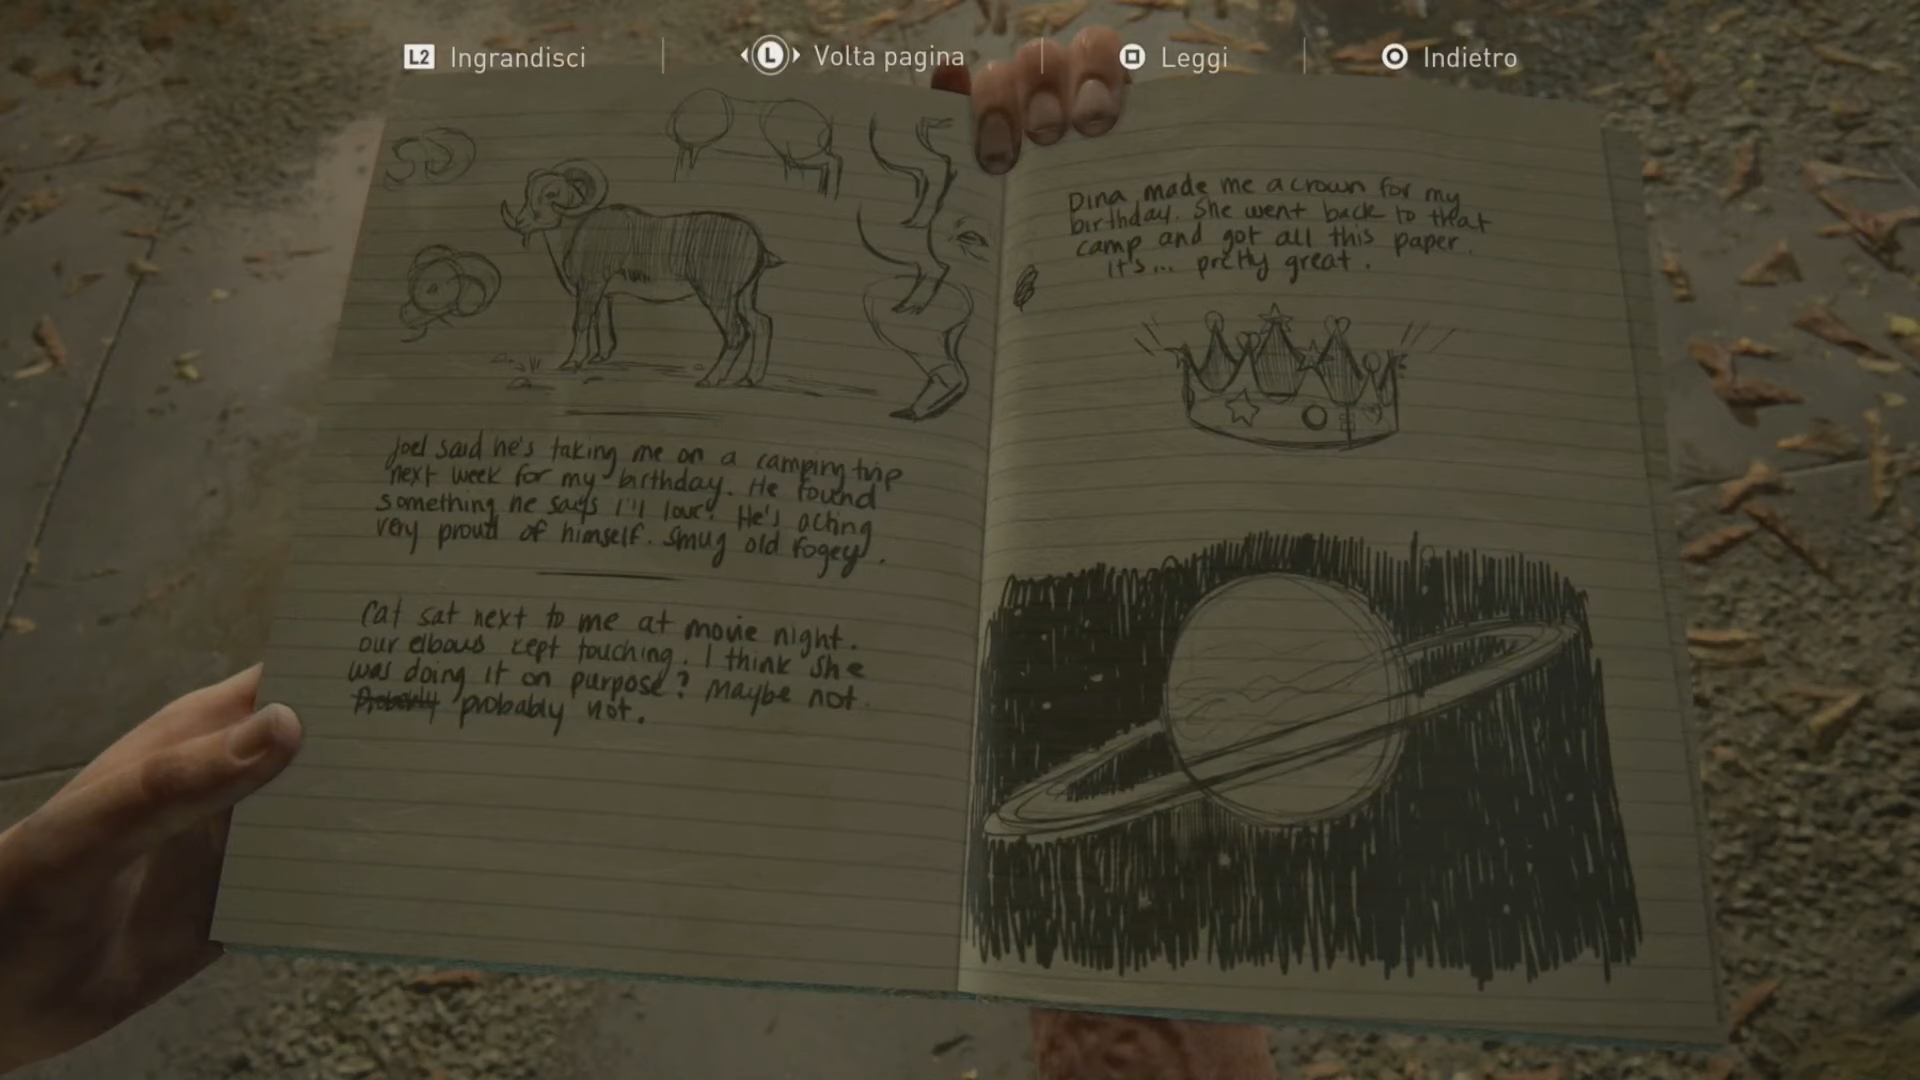 L2 Ingrandisci
L Volta pagina
Leggi
Indietro
Joel said he's taking me on a camping trip
next week for my birthday. He found
something he says I'll love? He's acting
very proud of himself. Smug old fogey.
Cat sat next to me at movie night.
our elbows kept touching. I think she
was doing it on purpose? Maybe not.
Probably probably not.
Dina made me a crown for my
birthday. She went back to that
camp and got all this paper.
It's... pretty great.